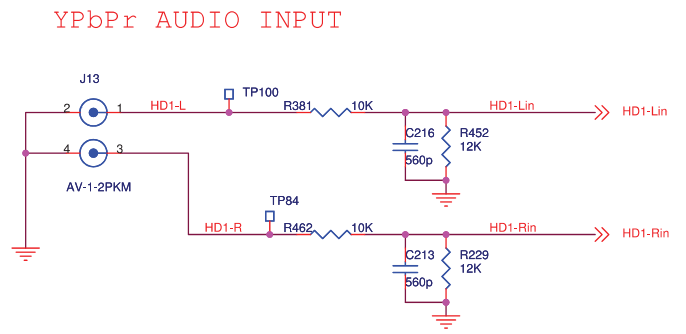 YPbPr AUDIO INPUT
J13
2 1 HD1-L TP100 R381 10K HD1-Lin HD1-Lin
4 3 C216 560p R452 12K
AV-1-2PKM
TP84
HD1-R R462 10K HD1-Rin HD1-Rin
C213 R229
560p 12K